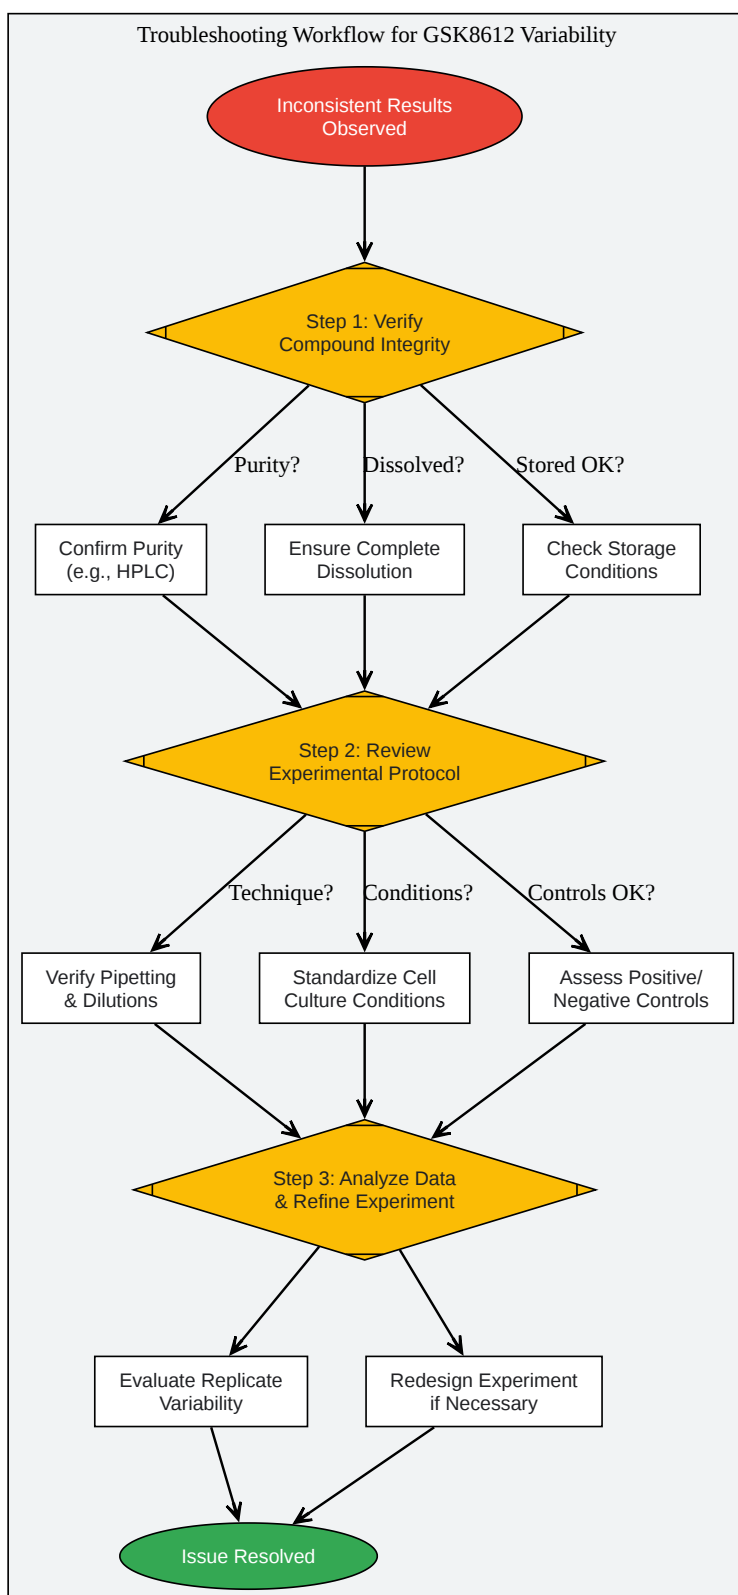 Troubleshooting Workflow for GSK8612 Variability
Inconsistent Results
Observed
Step 1: Verify
Compound Integrity
Purity?
Dissolved?
Stored OK?
Confirm Purity
(e.g., HPLC)
Ensure Complete
Dissolution
Check Storage
Conditions
Step 2: Review
Experimental Protocol
Technique?
Conditions?
Controls OK?
Verify Pipetting
& Dilutions
Standardize Cell
Culture Conditions
Assess Positive/
Negative Controls
Step 3: Analyze Data
& Refine Experiment
Evaluate Replicate
Variability
Redesign Experiment
if Necessary
Issue Resolved